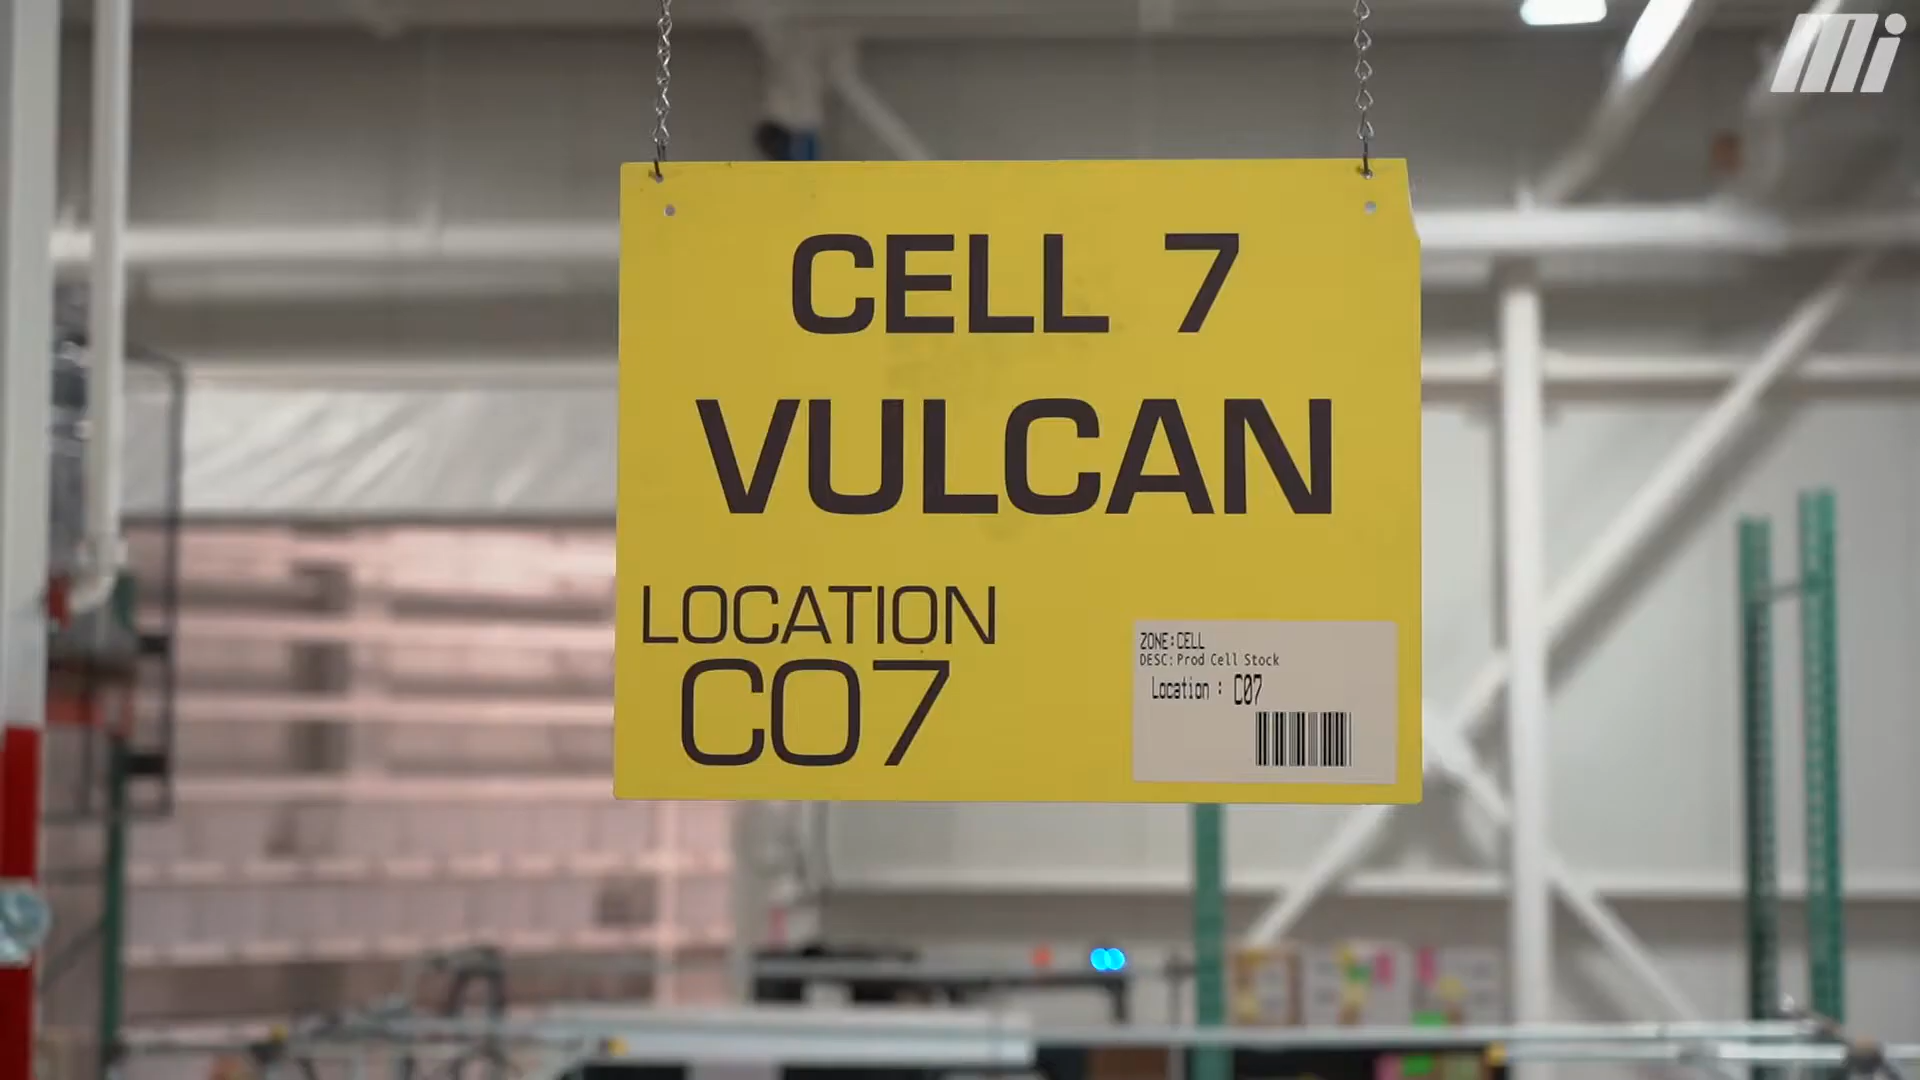 Mi
CELL 7
VULCAN
LOCATION
C07
ZONE:CELL
DESC:Prod Cell Stock
Location : C07